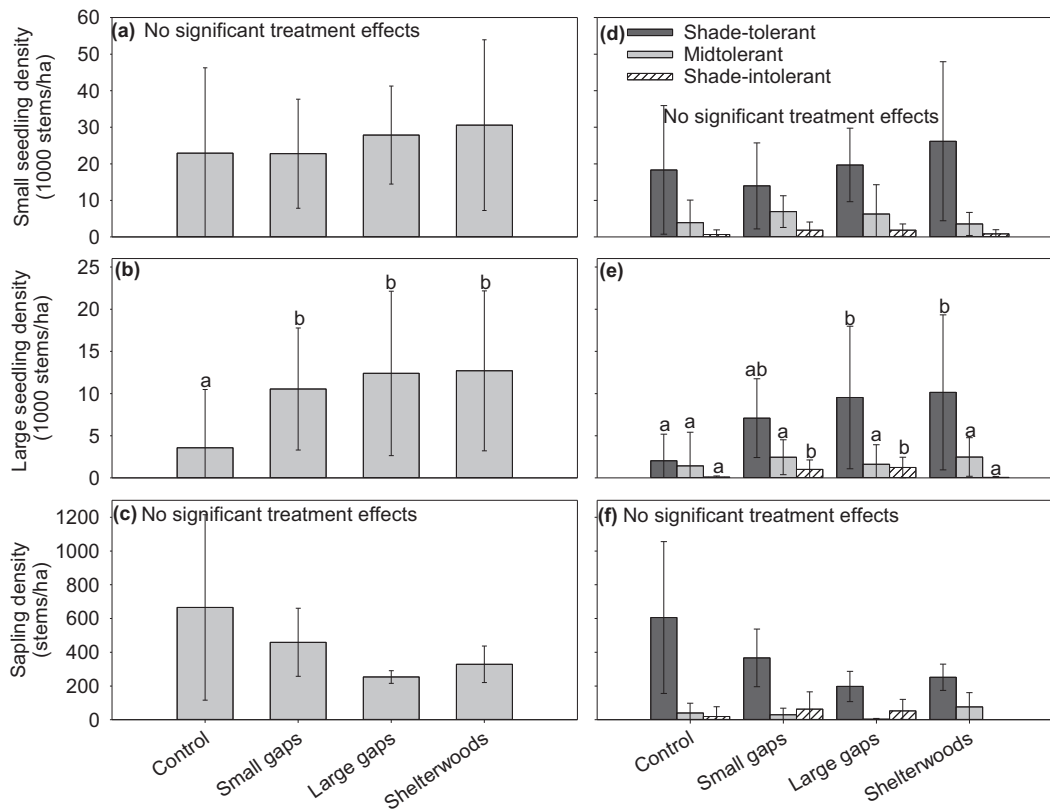 (a) No significant treatment effects
Small seedling density
(1000 stems/ha)
60
50
40
30
20
10
0
(d)
Shade-tolerant
Midtolerant
Shade-intolerant
No significant treatment effects
(b)
Large seedling density
(1000 stems/ha)
25
20
15
10
5
0
a
b
b
b
(e)
a
a
a
ab
a
b
b
a
b
b
a
a
(c) No significant treatment effects
Sapling density
(stems/ha)
1200
1000
800
600
400
200
0
Control
Small gaps
Large gaps
Shelterwoods
(f) No significant treatment effects
Control
Small gaps
Large gaps
Shelterwoods